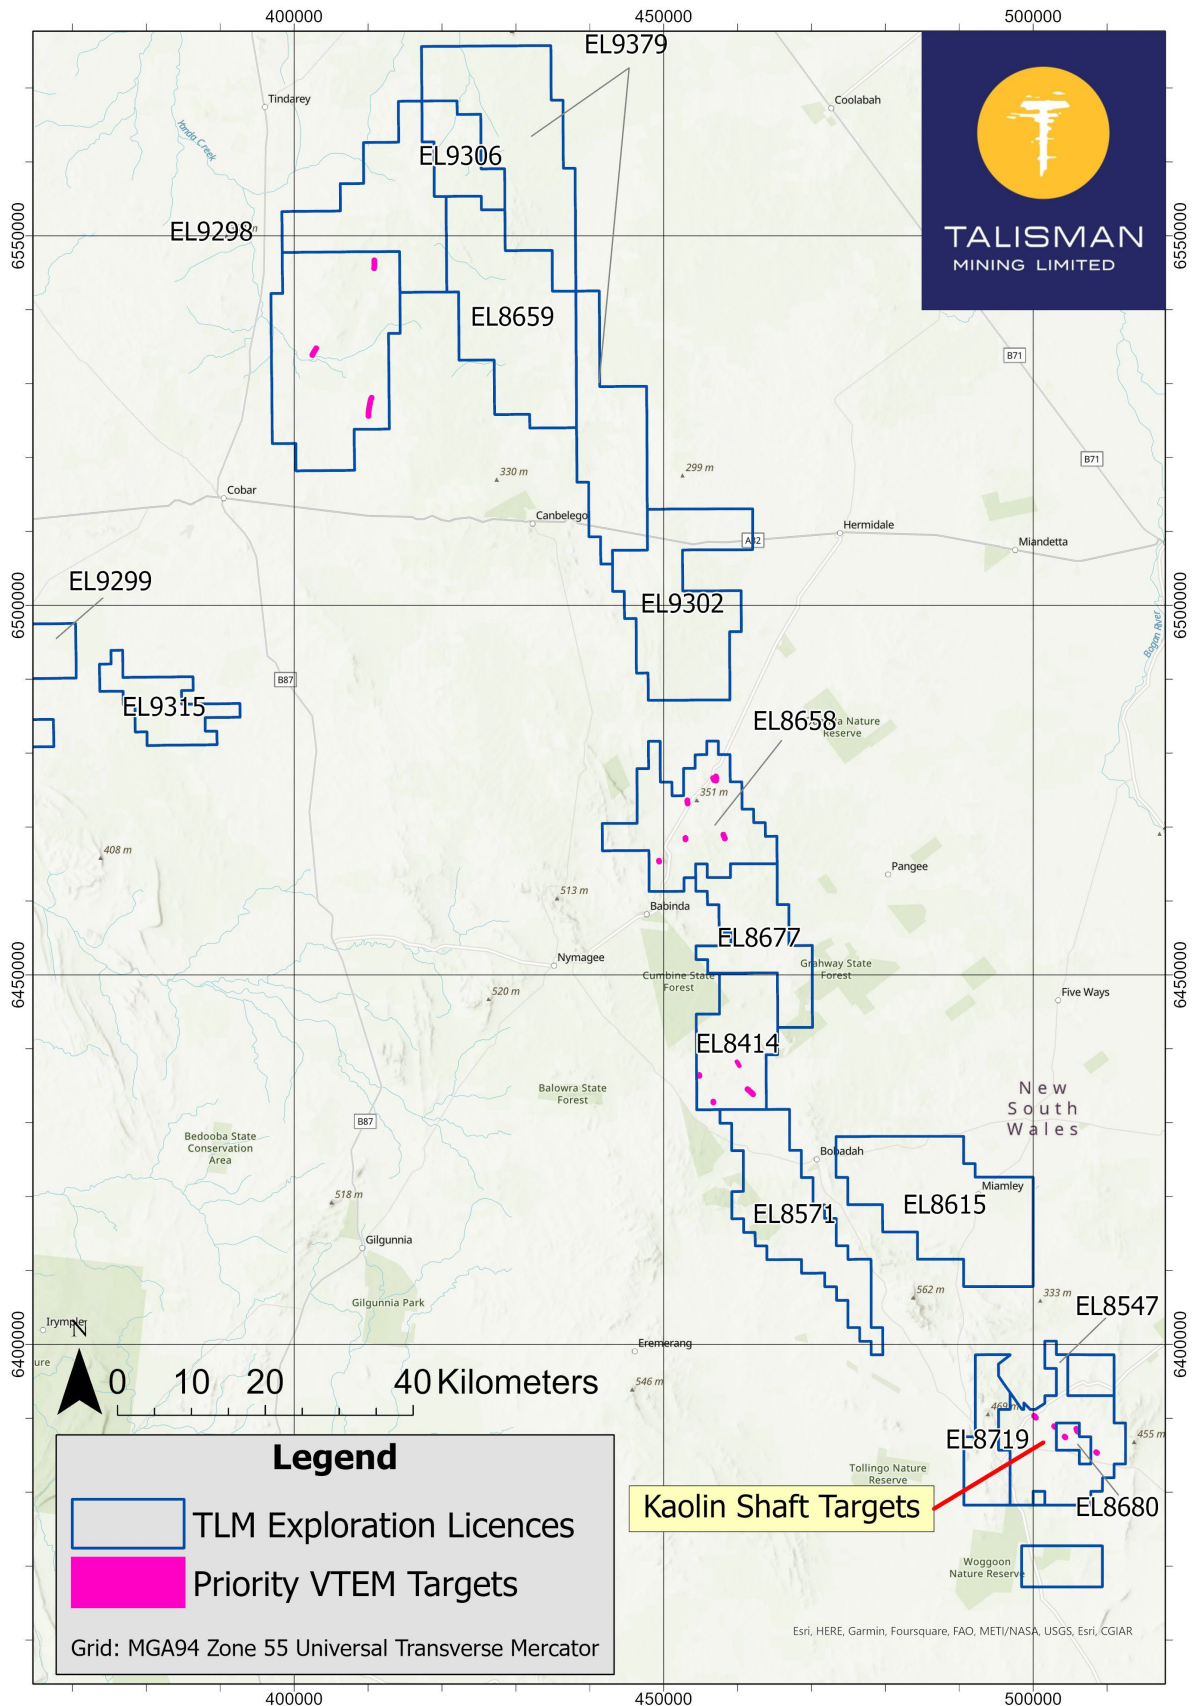 400000
450000
500000
EL9379
Tindarey
Coolabah
Yanda Creek
EL9306
6550000
EL9298
6550000
TALISMAN
MINING LIMITED
EL8659
B71
B71
330 m
299 m
Cobar
Canbelego
Hermidale
A32
Miandetta
EL9299
6500000
EL9302
6500000
Bogan River
B87
EL9315
EL8658
Nature
Reserve
351 m
408 m
Pangee
513 m
Babinda
EL8677
Nymagee
6450000
Cumbine State
Forest
Grahway State
Forest
6450000
520 m
Five Ways
EL8414
Balowra State
Forest
New
South
Wales
B87
Bedooba State
Conservation
Area
Bobadah
Miamley
518 m
EL8615
EL8571
Gilgunnia
562 m
333 m
Gilgunnia Park
EL8547
Irymple
N
6400000
Eremerang
6400000
ure
0 10 20 40 Kilometers
546 m
469 m
EL8719
455 m
Tollingo Nature
Reserve
Kaolin Shaft Targets
EL8680
Legend
TLM Exploration Licences
Priority VTEM Targets
Grid: MGA94 Zone 55 Universal Transverse Mercator
Woggoon
Nature Reserve
Esri, HERE, Garmin, Foursquare, FAO, METI/NASA, USGS, Esri, CGIAR
400000
450000
500000